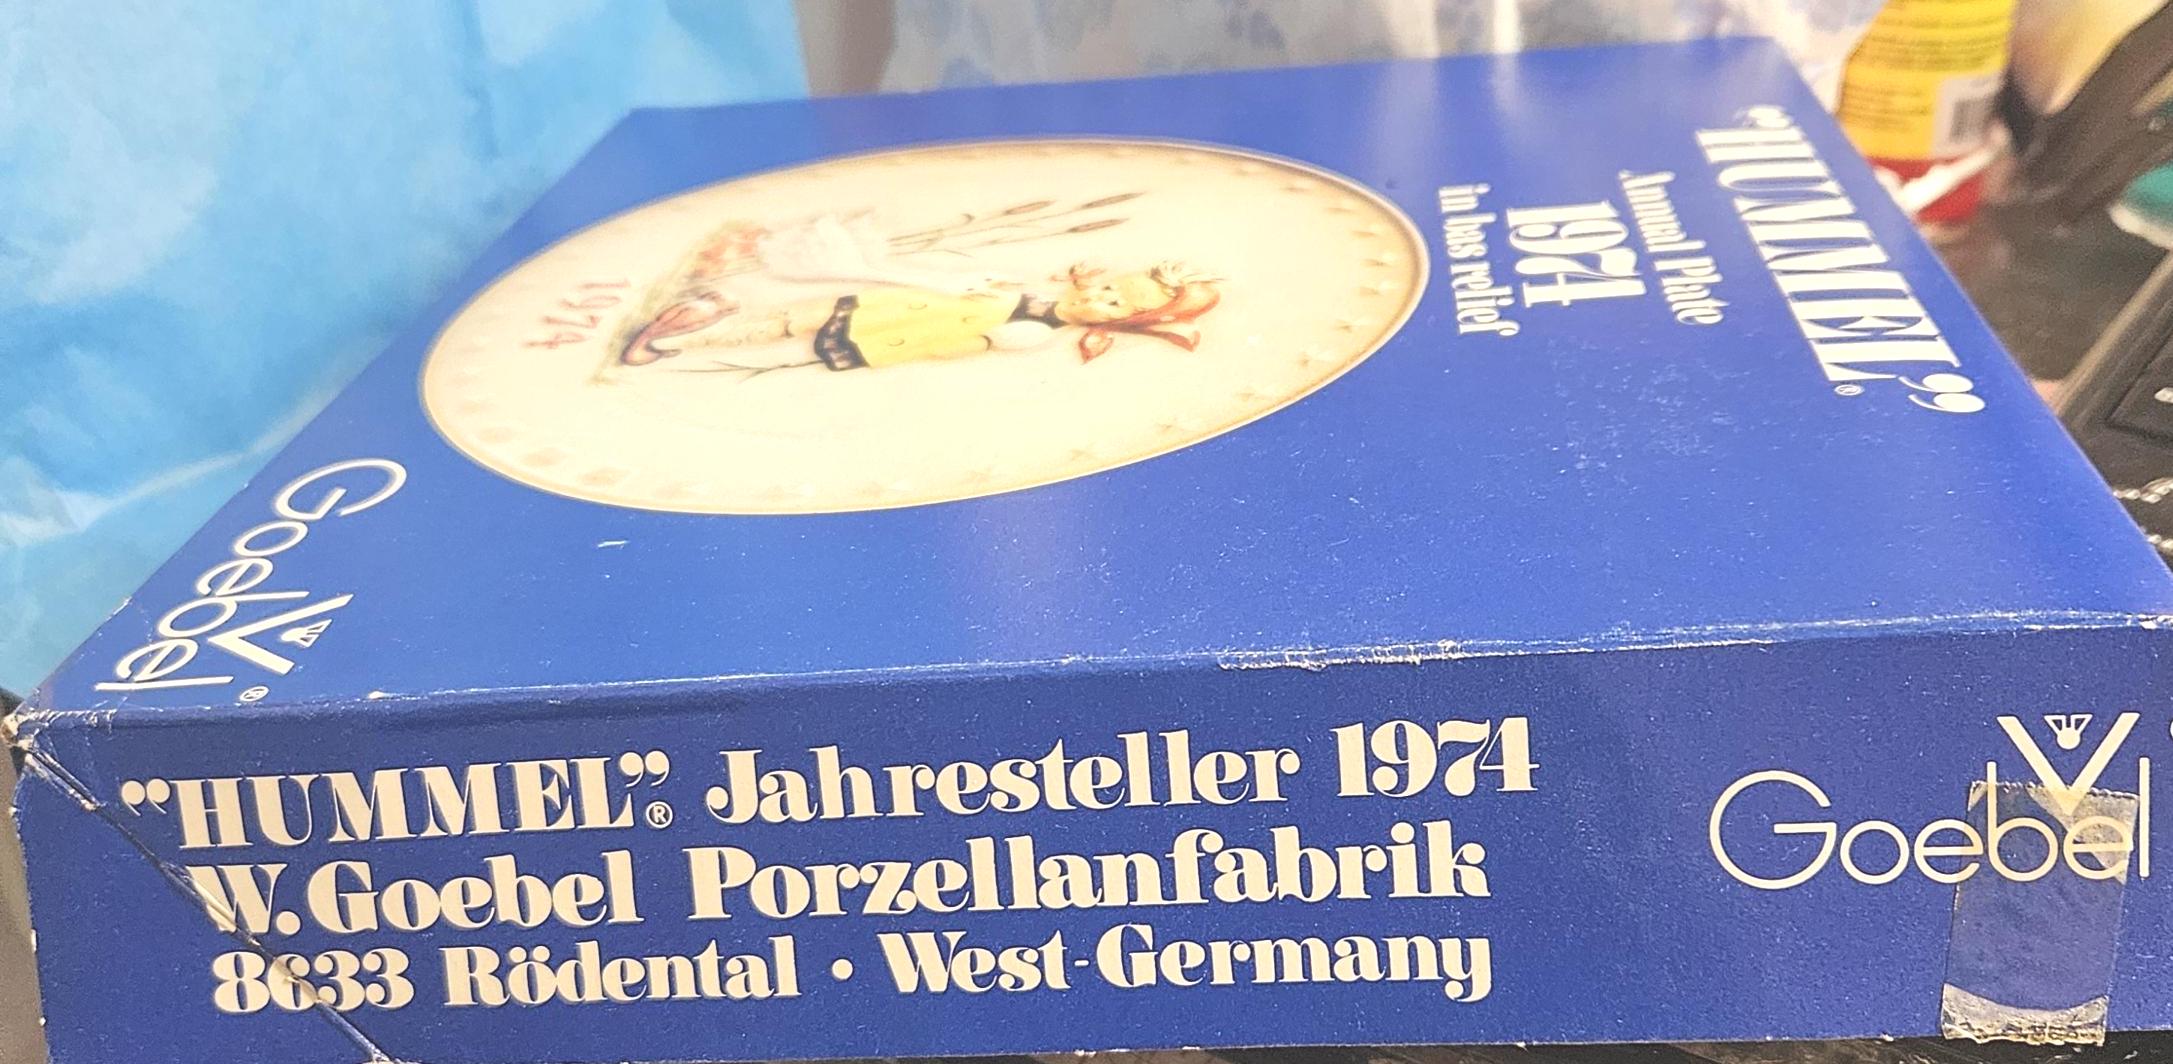 “HUMMEL”®
Annual Plate
1974
in bas relief
1974
Goebel®
“HUMMEL”® Jahresteller 1974
W. Goebel Porzellanfabrik
8633 Rödental • West-Germany
Goebel